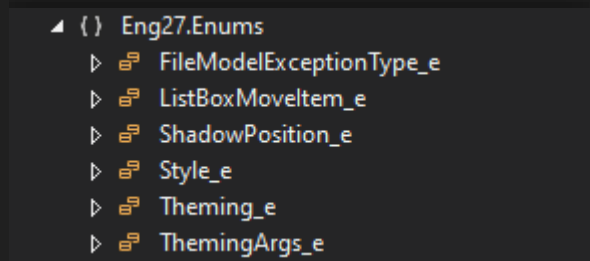 { } Eng27.Enums
FileModelExceptionType_e
ListBoxMoveItem_e
ShadowPosition_e
Style_e
Theming_e
ThemingArgs_e